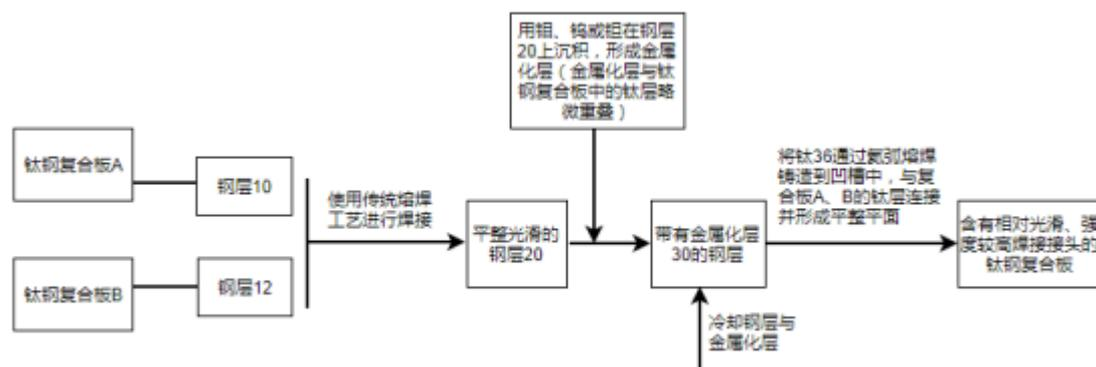 用钼、钨或钽在钢层
20上沉积，形成金属
化层（金属化层与钛
钢复合板中的钛层略
微重叠）
钛钢复合板A
钢层10
使用传统熔焊
工艺进行焊接
钛钢复合板B
钢层12
平整光滑的
钢层20
带有金属化层
30的钢层
将钛36通过氦弧熔焊
铸造到凹槽中，与复
合板A、B的钛层连接
并形成平整平面
含有相对光滑、强
度较高焊接接头的
钛钢复合板
冷却钢层与
金属化层